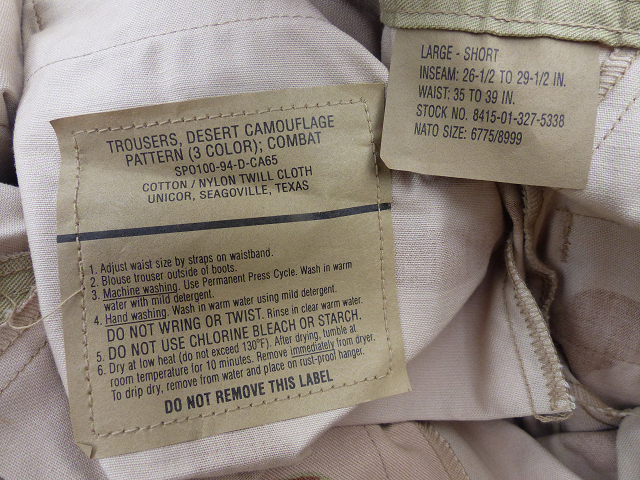 LARGE - SHORT
INSEAM: 26-1/2 TO 29-1/2 IN.
WAIST: 35 TO 39 IN.
STOCK NO. 8415-01-327-5338
NATO SIZE: 6775/8999
TROUSERS, DESERT CAMOUFLAGE
PATTERN (3 COLOR); COMBAT
SPO100-94-D-CA65
COTTON / NYLON TWILL CLOTH
UNICOR, SEAGOVILLE, TEXAS
1. Adjust waist size by straps on waistband.
2. Blouse trouser outside of boots.
3. Machine washing. Use Permanent Press Cycle. Wash in warm
water with mild detergent.
4. Hand washing. Wash in warm water using mild detergent.
DO NOT WRING OR TWIST. Rinse in clear warm water.
5. DO NOT USE CHLORINE BLEACH OR STARCH.
6. Dry at low heat (do not exceed 130°F). After drying, tumble at
room temperature for 10 minutes. Remove immediately from dryer.
To drip dry, remove from water and place on rust-proof hanger.
DO NOT REMOVE THIS LABEL